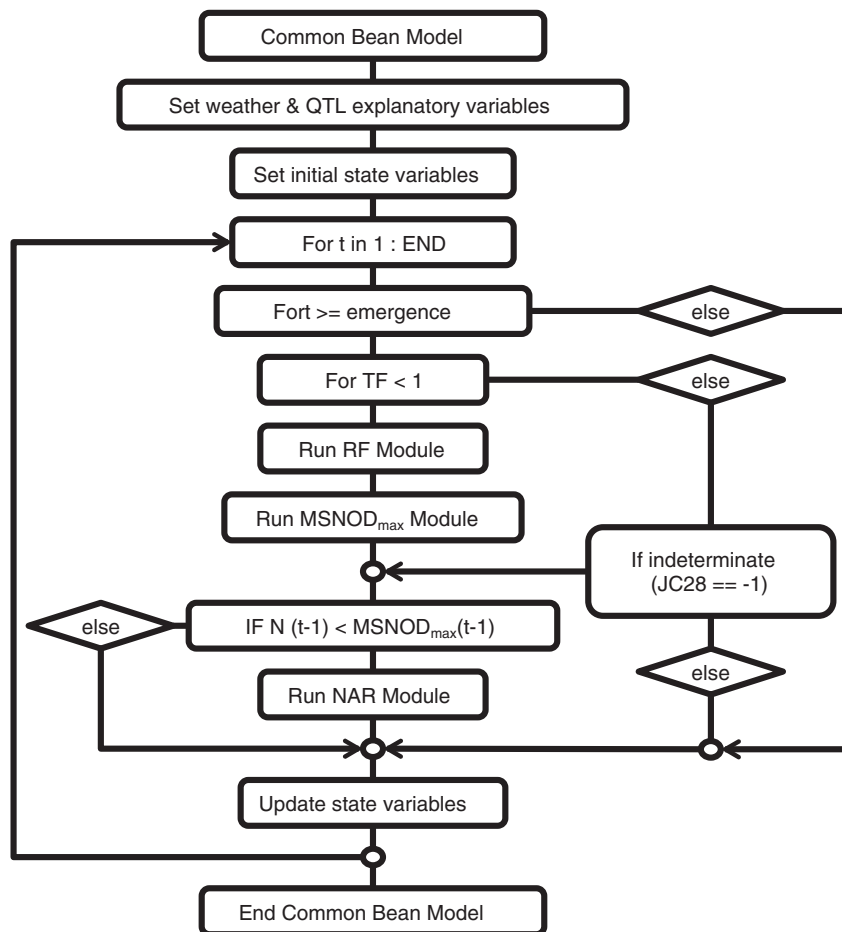 Common Bean Model
Set weather & QTL explanatory variables
Set initial state variables
For t in 1 : END
Fort >= emergence
else
For TF < 1
else
Run RF Module
Run MSNODmax Module
If indeterminate
(JC28 == -1)
else
IF N (t-1) < MSNODmax(t-1)
else
Run NAR Module
Update state variables
End Common Bean Model